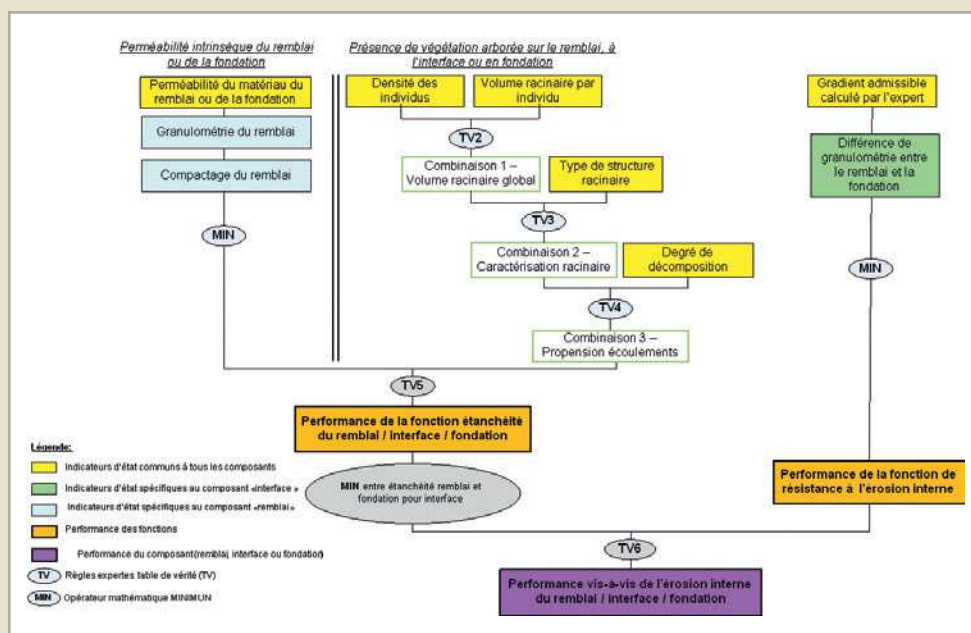 Perméabilité intrinsèque du remblai
ou de la fondation
Présence de végétation arborée sur le remblai, à
l'interface ou en fondation
Perméabilité du matériau du
remblai ou de la fondation
Granulométrie du remblai
Compactage du remblai
MIN
Densité des
individus
Volume racinaire par
individu
TV2
Combinaison 1 –
Volume racinaire global
Type de structure
racinaire
TV3
Combinaison 2 –
Caractérisation racinaire
Degré de
décomposition
TV4
Combinaison 3 –
Propension écoulements
Gradient admissible
calculé par l'expert
Différence de
granulométrie entre
le remblai et la
fondation
MIN
TV5
Performance de la fonction étanchéité
du remblai / interface / fondation
MIN entre étanchéité remblai et
fondation pour interface
Performance de la fonction de
résistance à l'érosion interne
TV6
Performance vis-à-vis de l'érosion interne
du remblai / interface / fondation
Légende:
Indicateurs d'état communs à tous les composants
Indicateurs d'état spécifiques au composant «interface »
Indicateurs d'état spécifiques au composant «remblai»
Performance des fonctions
Performance du composant(remblai, interface ou fondation)
TV Règles expertes table de vérité (TV)
MIN Opérateur mathématique MINIMUN